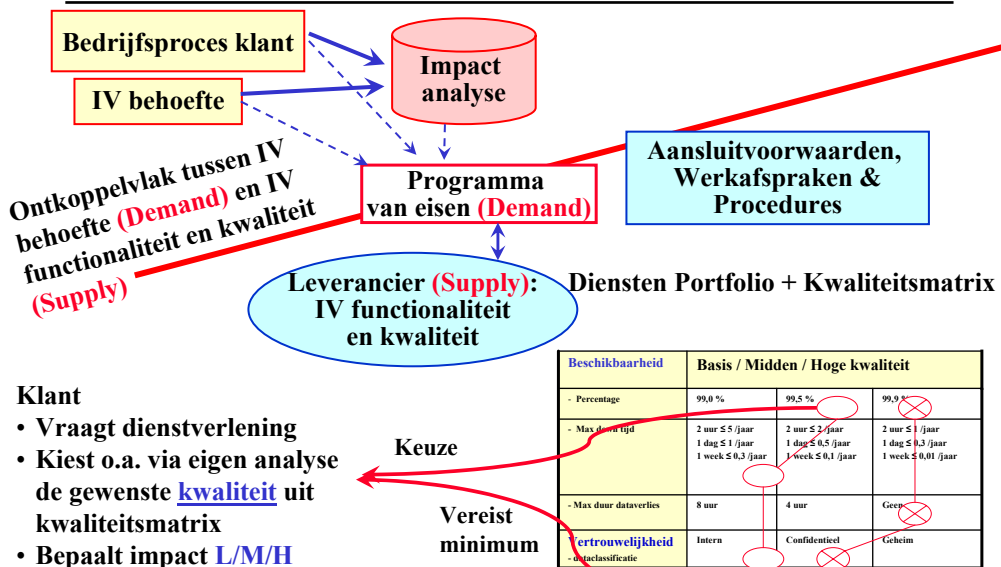 Bedrijfsproces klant
IV behoefte
Impact
analyse
Ontkoppelvlak tussen IV
behoefte (Demand) en IV
functionaliteit en kwaliteit
(Supply)
Programma
van eisen (Demand)
Aansluitvoorwaarden,
Werkafspraken &
Procedures
Leverancier (Supply):
IV functionaliteit
en kwaliteit
Diensten Portfolio + Kwaliteitsmatrix
Klant
• Vraagt dienstverlening
• Kiest o.a. via eigen analyse
de gewenste kwaliteit uit
kwaliteitsmatrix
• Bepaalt impact L/M/H
Keuze
Vereist
minimum
Beschikbaarheid Basis / Midden / Hoge kwaliteit
- Percentage 99,0 % 99,5 % 99,9 %
- Max down tijd 2 uur ≤ 5 /jaar 2 uur ≤ 2 /jaar 2 uur ≤ 1 /jaar
1 dag ≤ 1 /jaar 1 dag ≤ 0,5 /jaar 1 dag ≤ 0,3 /jaar
1 week ≤ 0,3 /jaar 1 week ≤ 0,1 /jaar 1 week ≤ 0,01 /jaar
- Max duur dataverlies 8 uur 4 uur Geen
Vertrouwelijkheid Intern Confidentieel Geheim
- dataclassificatie